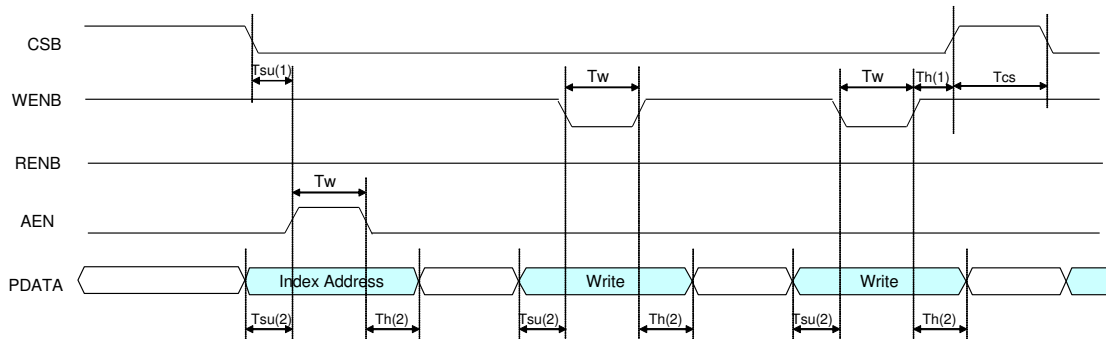 CSB
Tsu(1)
Tw
Tw
Th(1)
Tcs
WENB
RENB
Tw
AEN
PDATA
Index Address
Write
Write
Tsu(2)
Th(2)
Tsu(2)
Th(2)
Tsu(2)
Th(2)